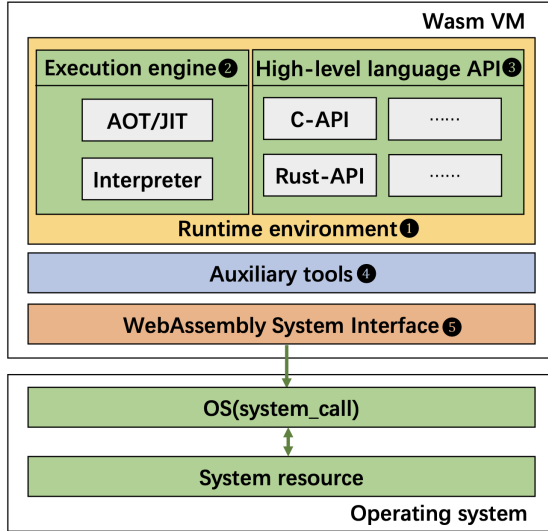 Wasm VM
Execution engine❷
High-level language API❸
AOT/JIT
C-API
······
Interpreter
Rust-API
······
Runtime environment❶
Auxiliary tools❹
WebAssembly System Interface❺
OS(system_call)
System resource
Operating system